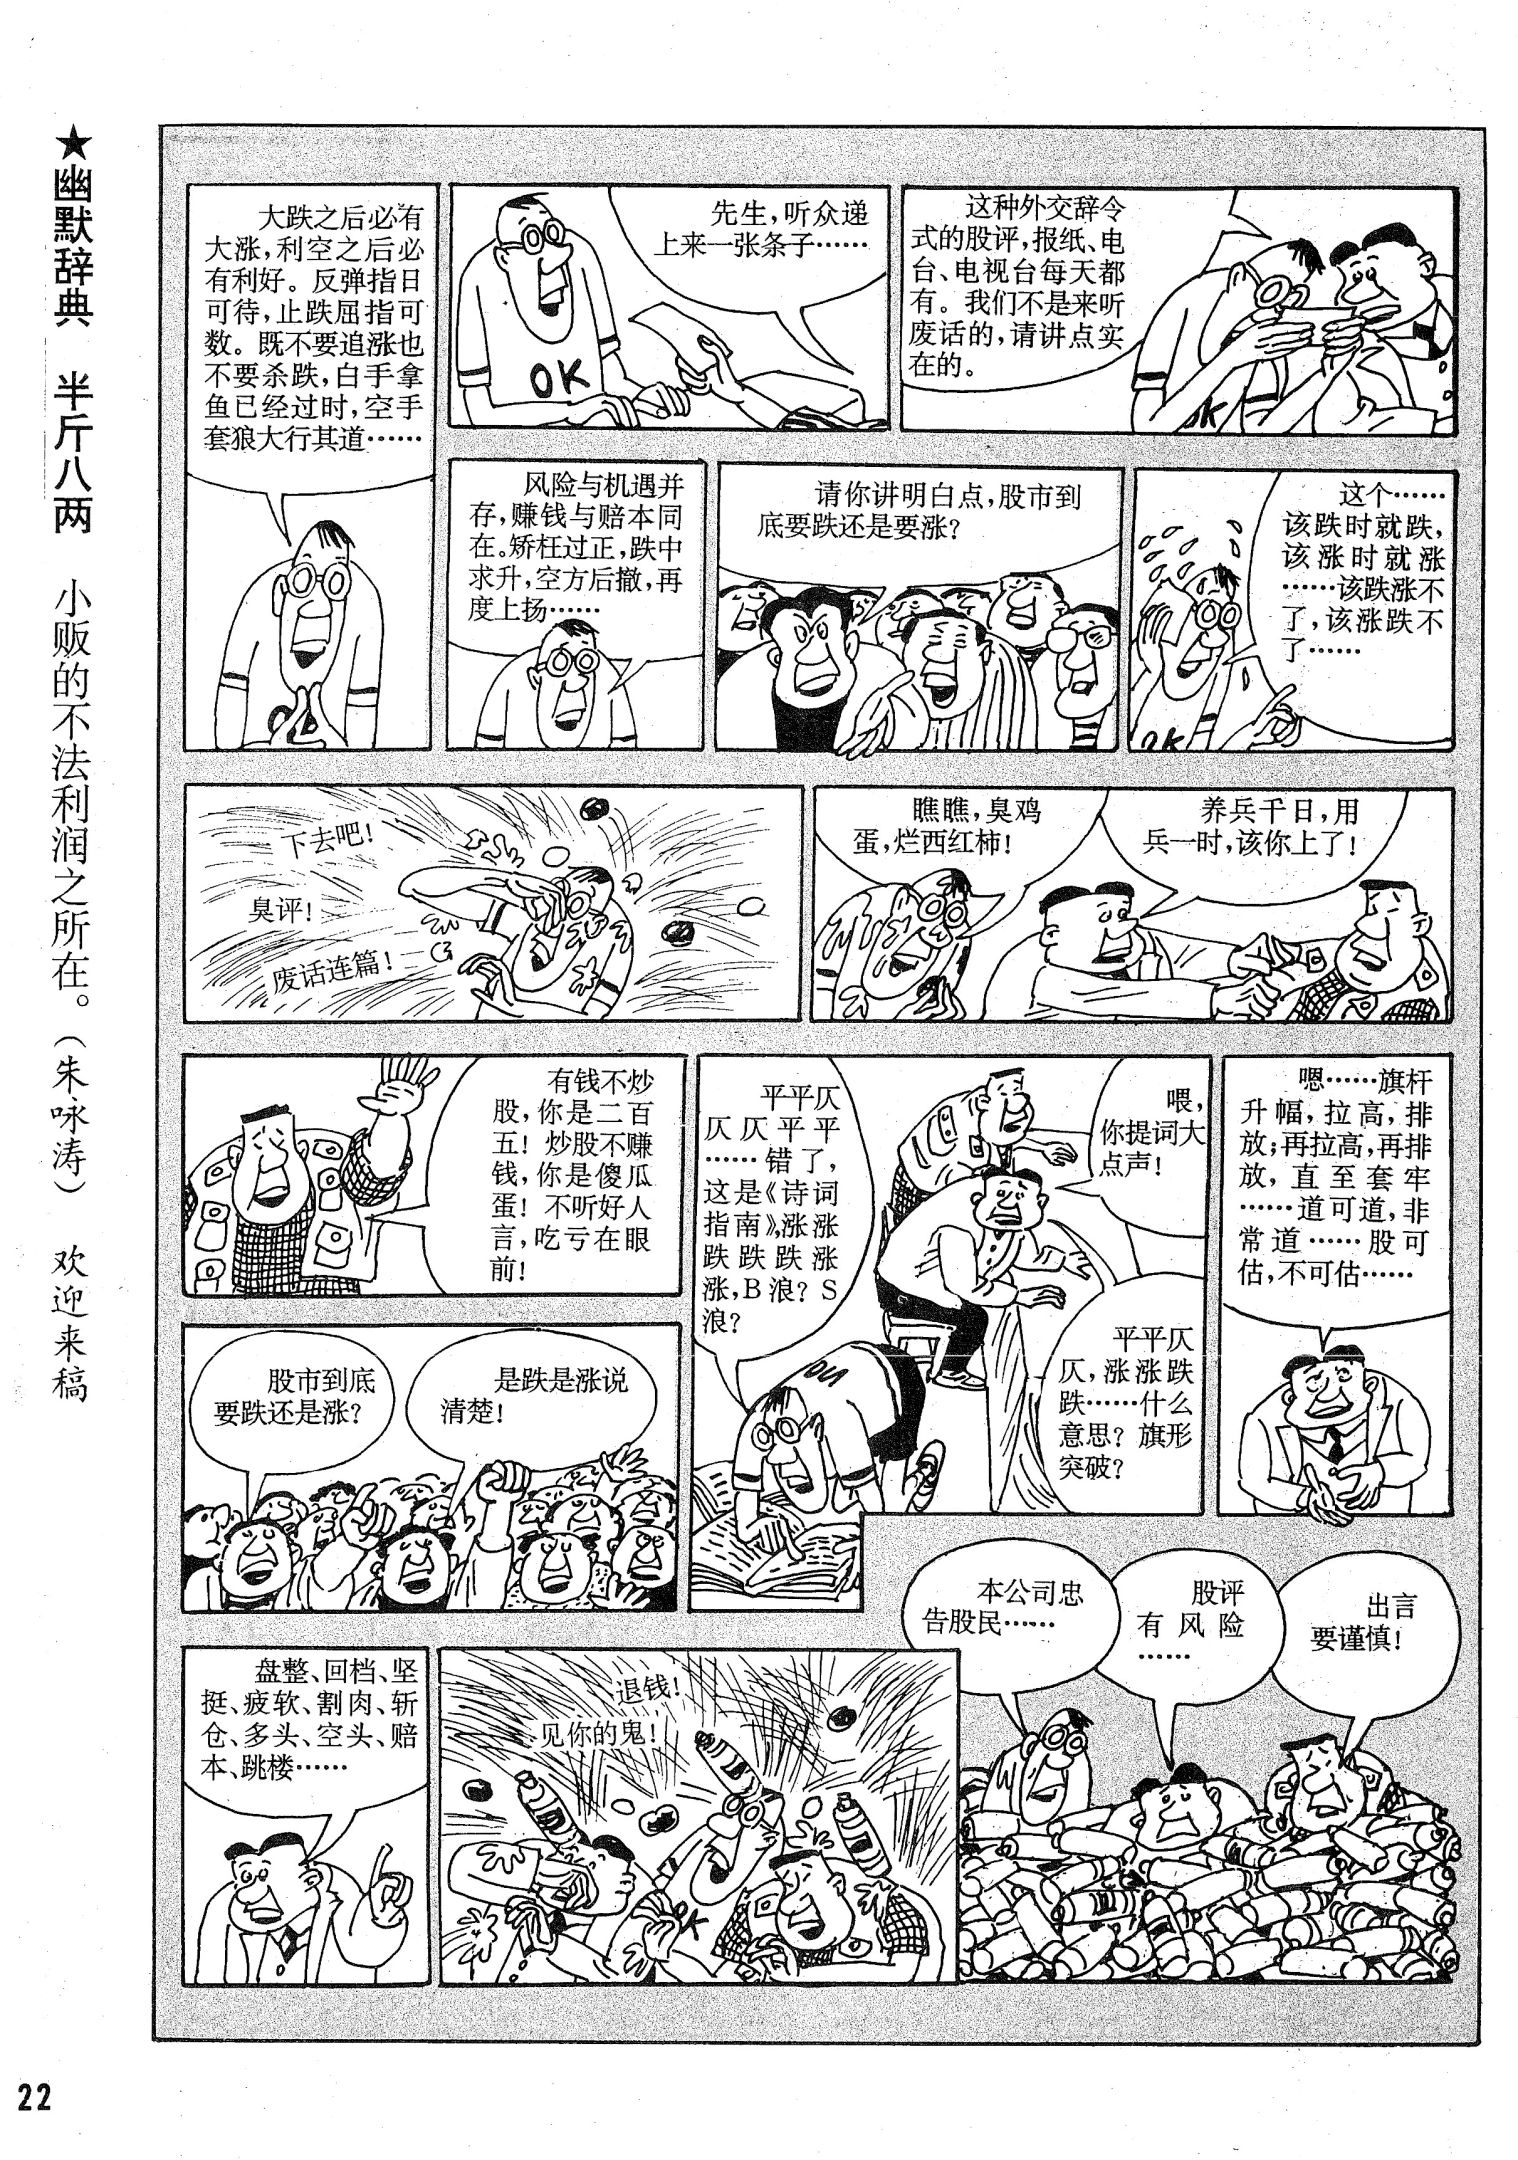 ★幽默辞典 半斤八两 小贩的不法利润之所在。(朱咏涛) 欢迎来稿
大跌之后必有
大涨,利空之后必
有利好。反弹指日
可待,止跌屈指可
数。既不要追涨也
不要杀跌,白手拿
鱼已经过时,空手
套狼大行其道……
先生,听众递
上来一张条子……
这种外交辞令
式的股评,报纸、电
台、电视台每天都
有。我们不是来听
废话的,请讲点实
在的。
OK
OK
风险与机遇并
存,赚钱与赔本同
在。矫枉过正,跌中
求升,空方后撤,再
度上扬……
请你讲明白点,股市到
底要跌还是要涨?
这个……
该跌时就跌,
该涨时就涨
……该跌涨不
了,该涨跌不
了……
OK
下去吧!
臭评!
废话连篇!
瞧瞧,臭鸡
蛋,烂西红柿!
养兵千日,用
兵一时,该你上了!
有钱不炒
股,你是二百
五!炒股不赚
钱,你是傻瓜
蛋!不听好人
言,吃亏在眼
前!
股市到底
要跌还是涨?
是跌是涨说
清楚!
平平仄
仄仄平平
……错了,
这是《诗词
指南》,涨涨
跌跌跌涨
涨,B浪?S
浪?
喂,
你提词大
点声!
平平仄
仄,涨涨跌
跌……什么
意思?旗形
突破?
嗯……旗杆
升幅,拉高,排
放;再拉高,再排
放,直至套牢
……道可道,非
常道……股可
估,不可估……
盘整、回档、坚
挺、疲软、割肉、斩
仓、多头、空头、赔
本、跳楼……
退钱!
见你的鬼!
OK
本公司忠
告股民……
股评
有风险
……
出言
要谨慎!
22